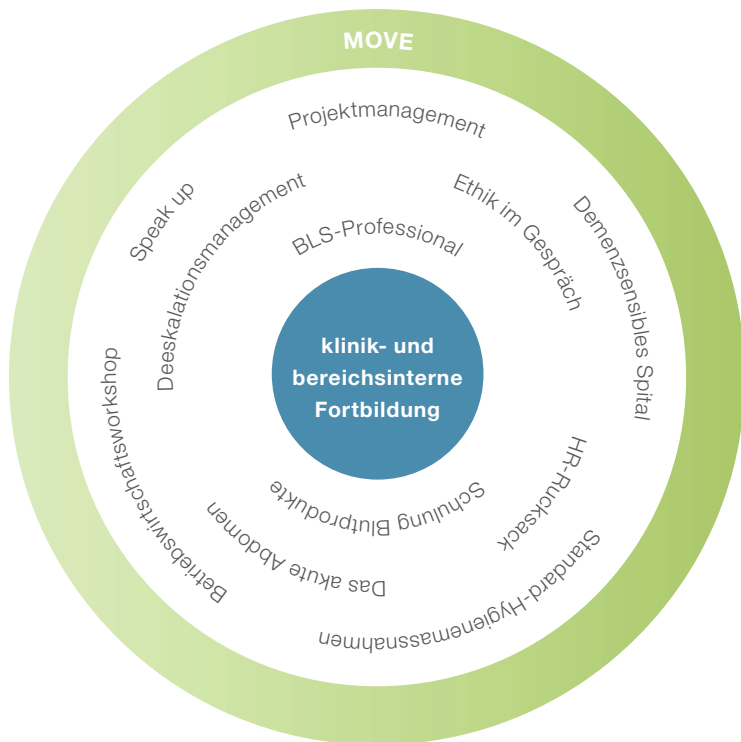 MOVE
Projektmanagement
Speak up
Deeskalationsmanagement
Ethik im Gespräch
Demenzsensibles Spital
BLS-Professional
klinik- und
bereichsinterne
Fortbildung
Betriebswirtschaftsworkshop
HR-Rucksack
Schulung Blutprodukte
Das akute Abdomen
Standard-Hygienemassnahmen